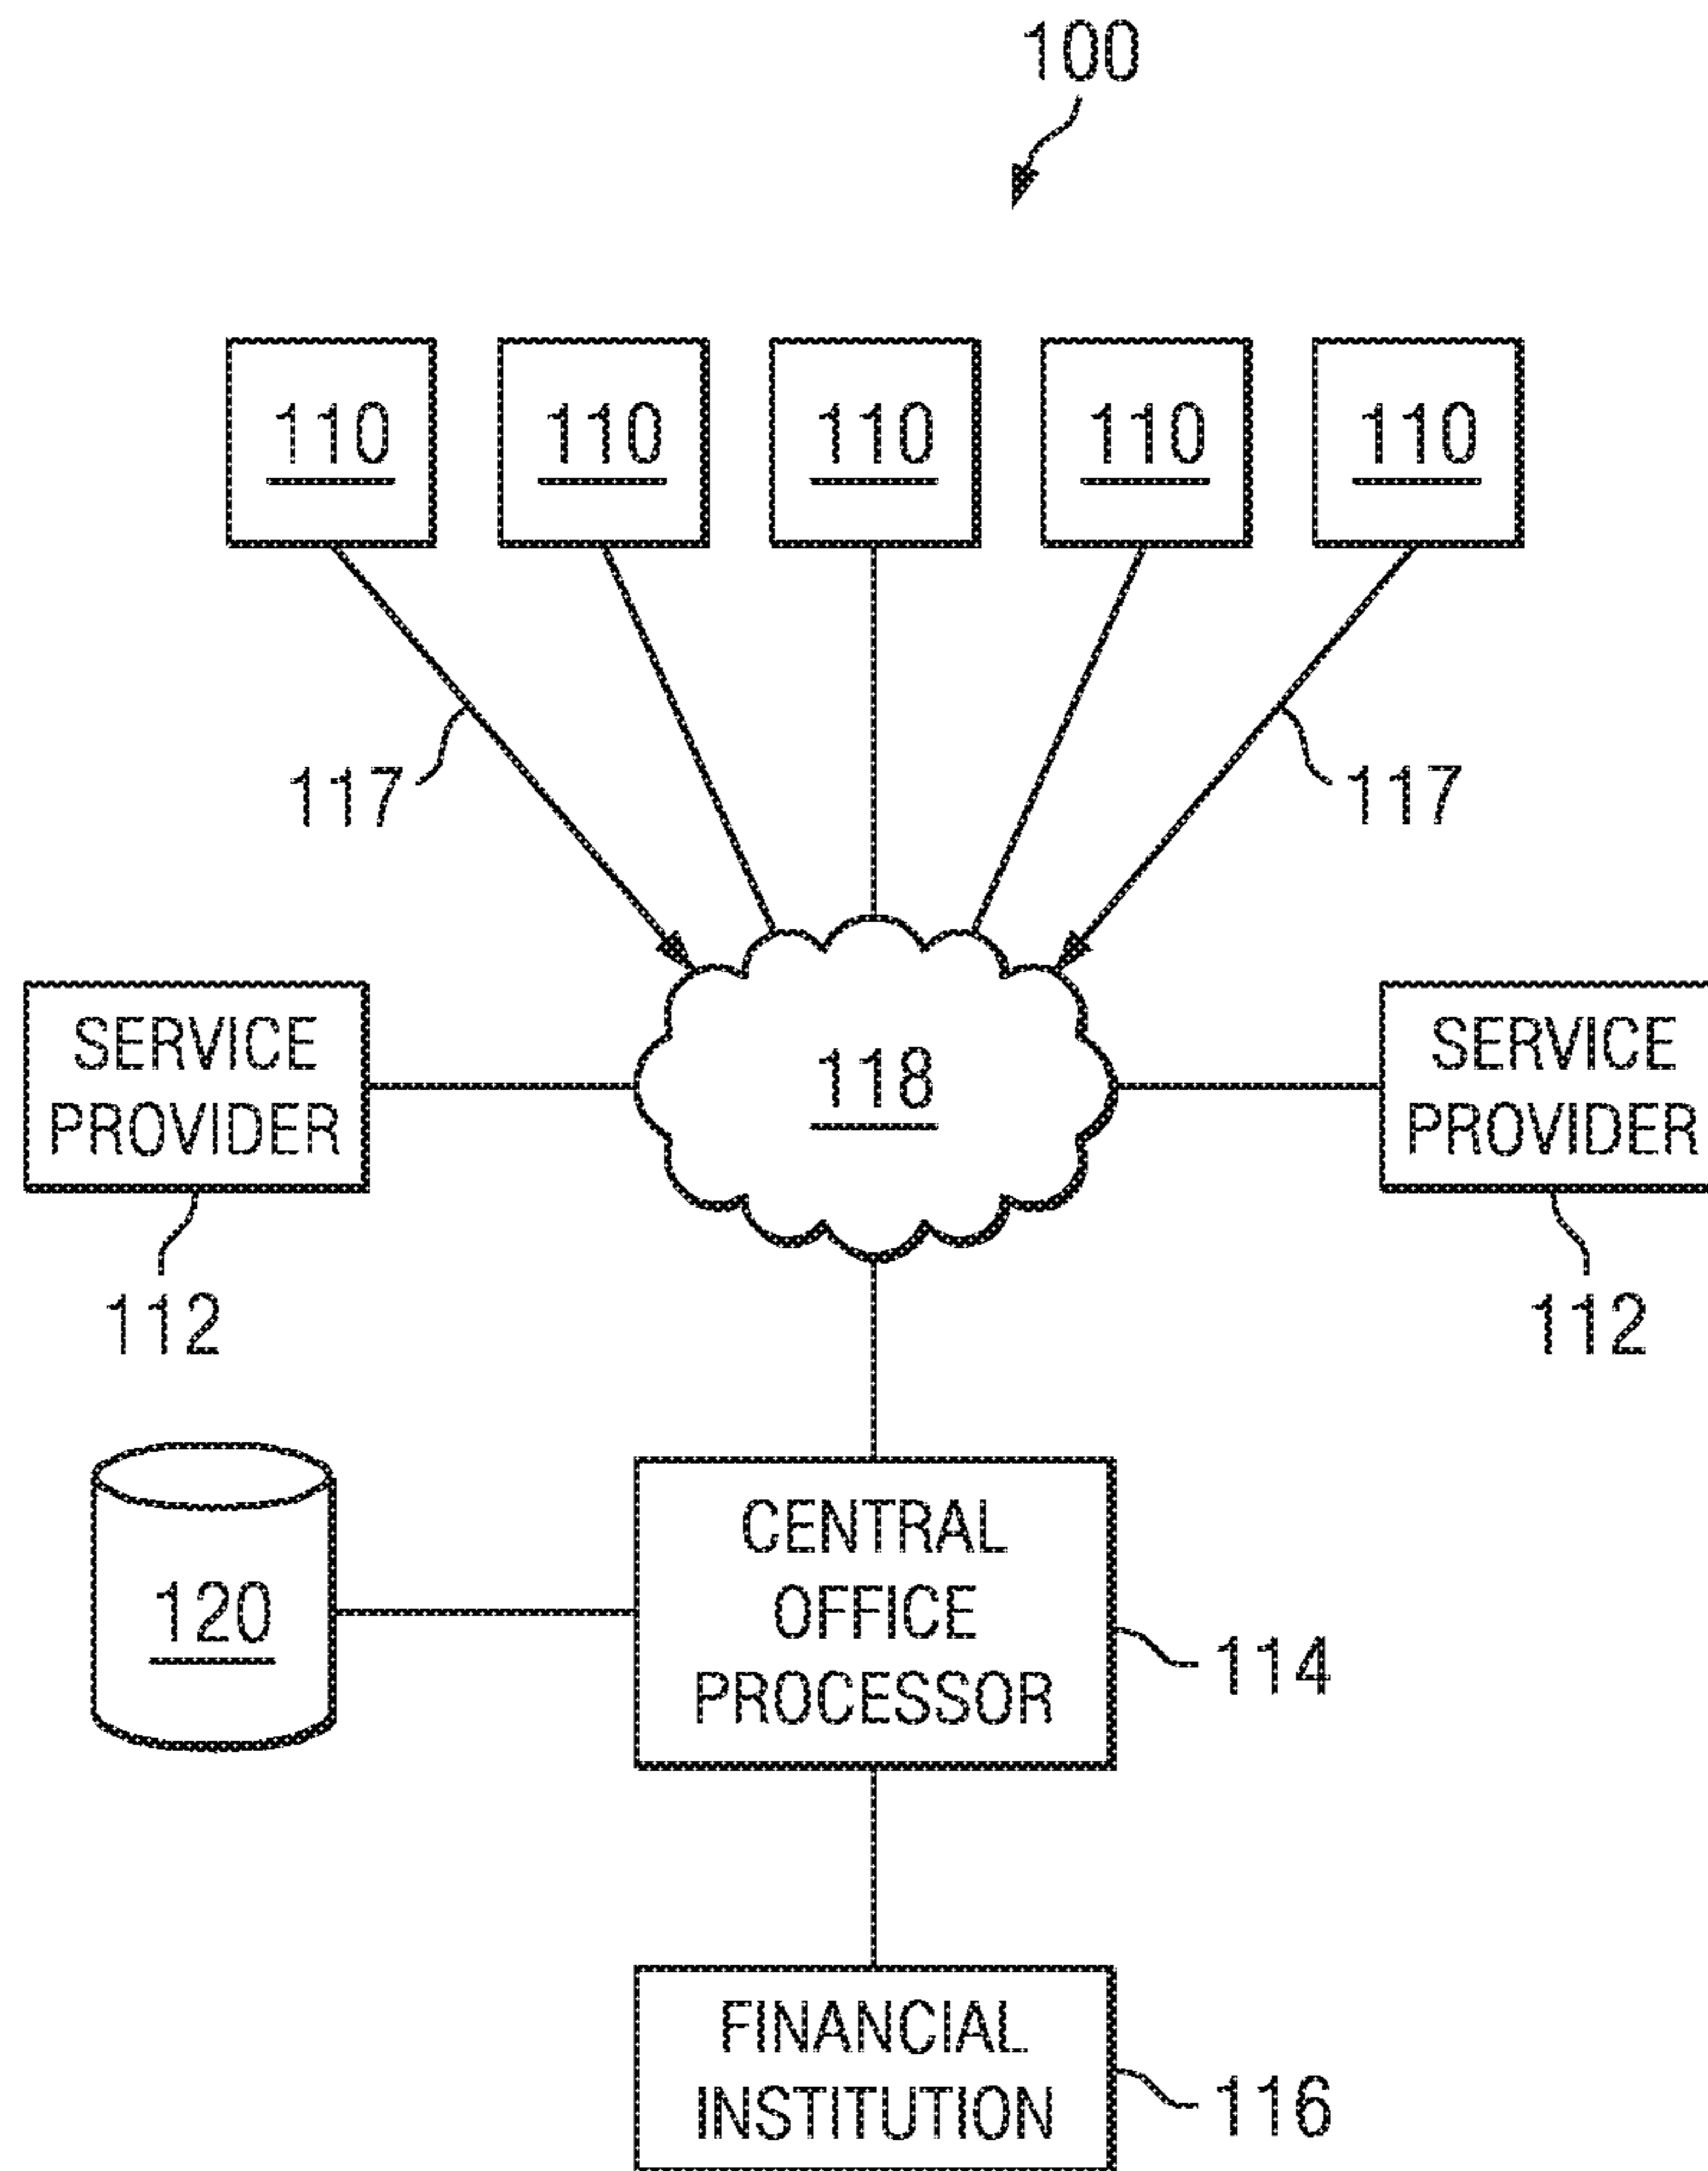 100
110 110 110 110 110
117 117
SERVICE
PROVIDER
118
SERVICE
PROVIDER
112 112
120
CENTRAL
OFFICE
PROCESSOR
114
FINANCIAL
INSTITUTION
116